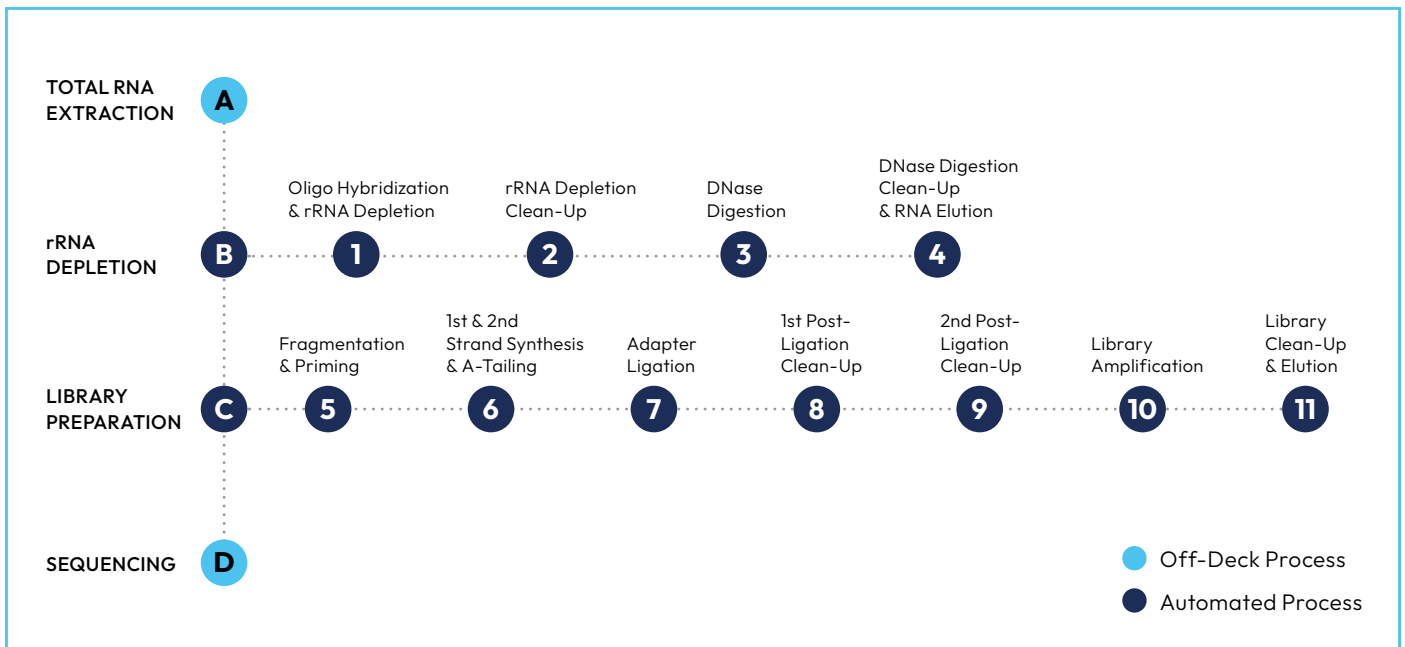 TOTAL RNA
EXTRACTION
A
Oligo Hybridization
& rRNA Depletion
rRNA Depletion
Clean-Up
DNase
Digestion
DNase Digestion
Clean-Up
& RNA Elution
rRNA
DEPLETION
B
1
2
3
4
Fragmentation
& Priming
1st & 2nd
Strand Synthesis
& A-Tailing
Adapter
Ligation
1st Post-
Ligation
Clean-Up
2nd Post-
Ligation
Clean-Up
Library
Amplification
Library
Clean-Up
& Elution
LIBRARY
PREPARATION
C
5
6
7
8
9
10
11
SEQUENCING
D
Off-Deck Process
Automated Process